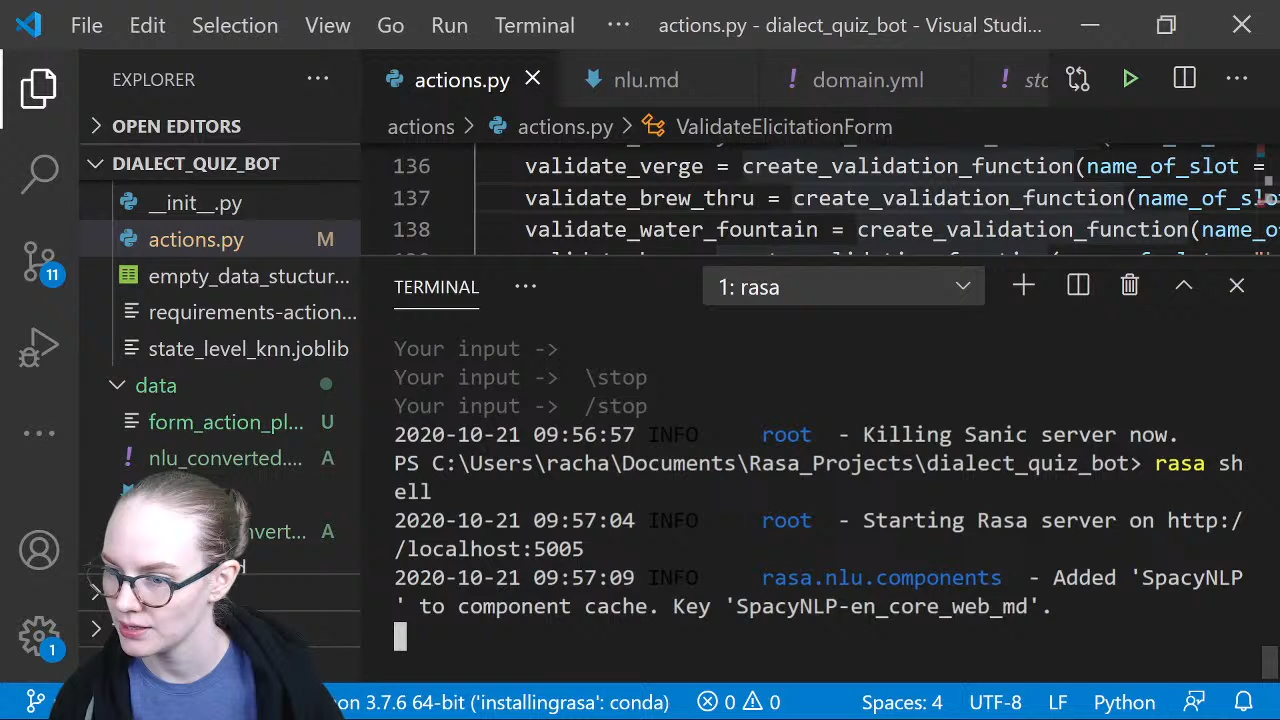 File Edit Selection View Go Run Terminal ··· actions.py - dialect_quiz_bot - Visual Studi...
EXPLORER ···
OPEN EDITORS
DIALECT_QUIZ_BOT
__init__.py
actions.py M
empty_data_stuctur...
requirements-action...
state_level_knn.joblib
data
form_action_pl... U
nlu_converted.... A
nvert... A
11
1
actions.py nlu.md domain.yml sto
actions > actions.py > ValidateElicitationForm
136 validate_verge = create_validation_function(name_of_slot =
137 validate_brew_thru = create_validation_function(name_of_slo
138 validate_water_fountain = create_validation_function(name_o
TERMINAL ··· 1: rasa
Your input ->
Your input -> \stop
Your input -> /stop
2020-10-21 09:56:57 INFO root - Killing Sanic server now.
PS C:\Users\racha\Documents\Rasa_Projects\dialect_quiz_bot> rasa sh
ell
2020-10-21 09:57:04 INFO root - Starting Rasa server on http:/
/localhost:5005
2020-10-21 09:57:09 INFO rasa.nlu.components - Added 'SpacyNLP
' to component cache. Key 'SpacyNLP-en_core_web_md'.
on 3.7.6 64-bit ('installingrasa': conda) 0 0 Spaces: 4 UTF-8 LF Python